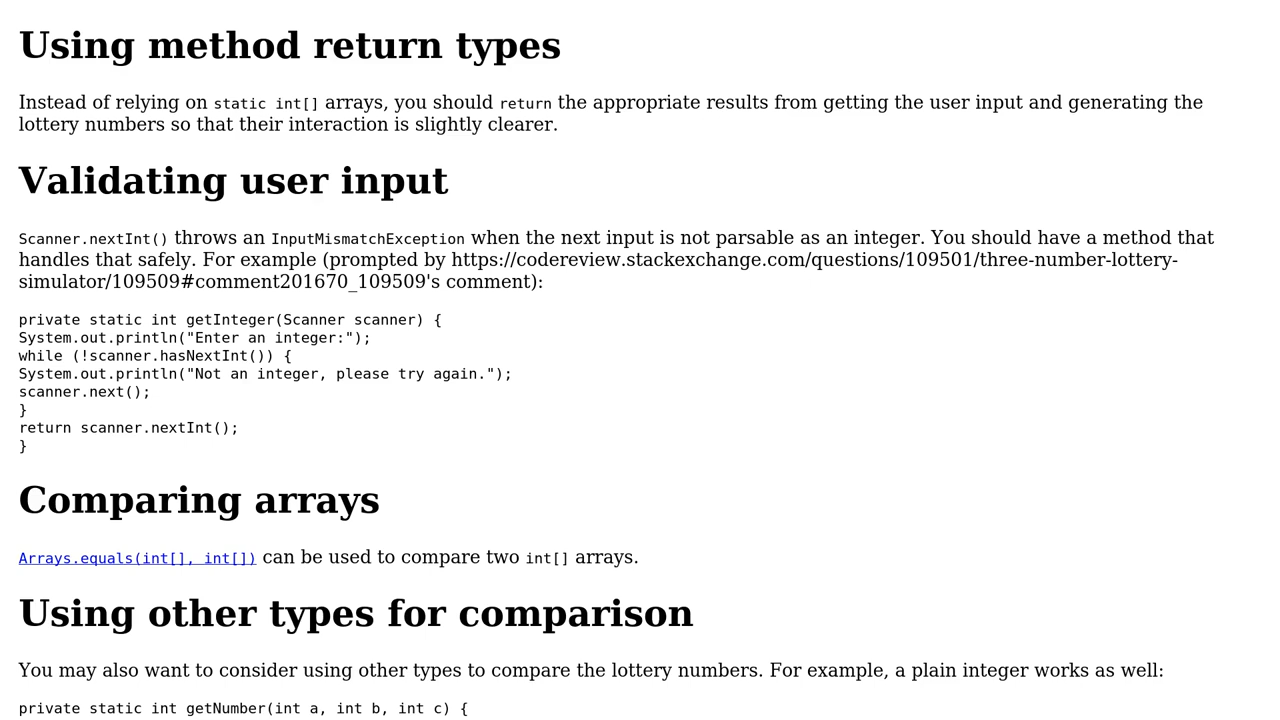 Using method return types
Instead of relying on static int[] arrays, you should return the appropriate results from getting the user input and generating the
lottery numbers so that their interaction is slightly clearer.
Validating user input
Scanner.nextInt() throws an InputMismatchException when the next input is not parsable as an integer. You should have a method that
handles that safely. For example (prompted by https://codereview.stackexchange.com/questions/109501/three-number-lottery-
simulator/109509#comment201670_109509's comment):
private static int getInteger(Scanner scanner) {
System.out.println("Enter an integer:");
while (!scanner.hasNextInt()) {
System.out.println("Not an integer, please try again.");
scanner.next();
}
return scanner.nextInt();
}
Comparing arrays
Arrays.equals(int[], int[]) can be used to compare two int[] arrays.
Using other types for comparison
You may also want to consider using other types to compare the lottery numbers. For example, a plain integer works as well:
private static int getNumber(int a, int b, int c) {